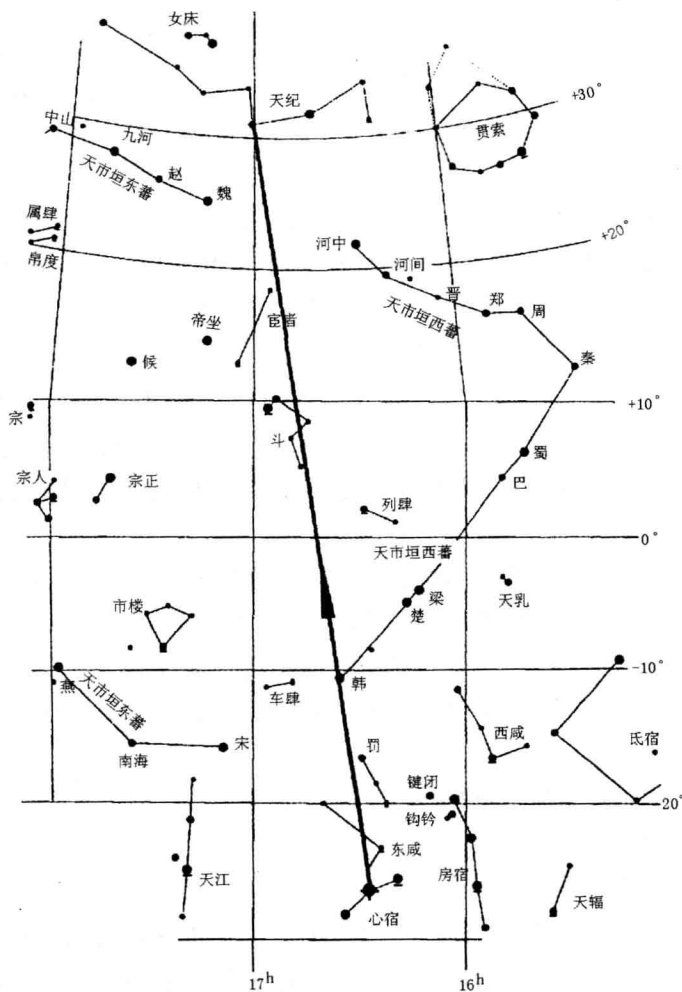 女床
天纪
+30°
中山
九河
贯索
天市垣东蕃
赵
魏
属肆
帛度
河中
河间
+20°
晋
郑
周
天市垣西蕃
帝坐
宦者
候
秦
+10°
宗
斗
蜀
宗人
宗正
巴
列肆
0°
天市垣西蕃
市楼
梁
楚
天乳
-10°
燕
天市垣东蕃
车肆
韩
西咸
氐宿
南海
宋
罚
键闭
20°
钩钤
东咸
天江
心宿
房宿
天辐
17h
16h